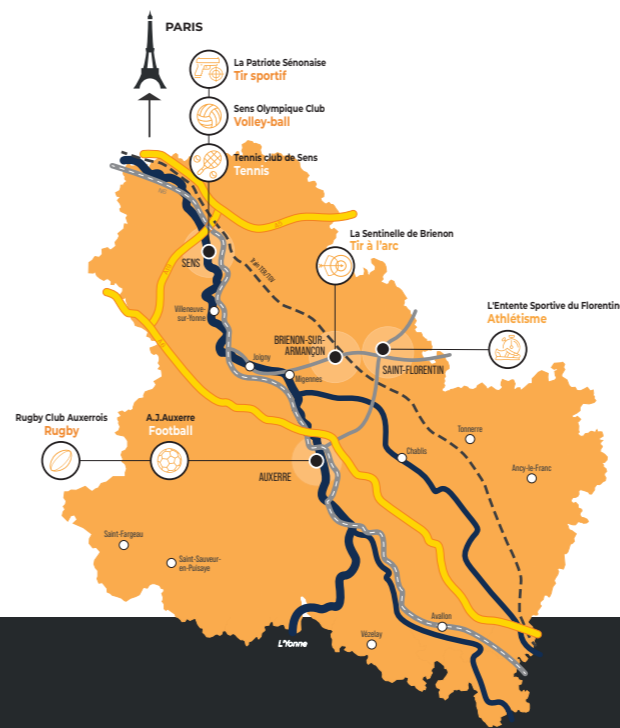 PARIS
La Patriote Sénonaise
Tir sportif
Sens Olympique Club
Volley-ball
Tennis club de Sens
Tennis
La Sentelle de Brienon
Tir à l'arc
SENS
L'Entente Sportive du Florentin
Athlétisme
Villeneuve-
sur-Yonne
BRIENON-SUR-
ARMANÇON
SAINT-FLORENTIN
Joigny
Migennes
Rugby Club Auxerrois
Rugby
A.J.Auxerre
Football
Tonnerre
Chablis
Ancy-le-Franc
AUXERRE
Saint-Fargeau
Saint-Sauveur-
en-Puisaye
Avallon
L'Yonne
Vézelay